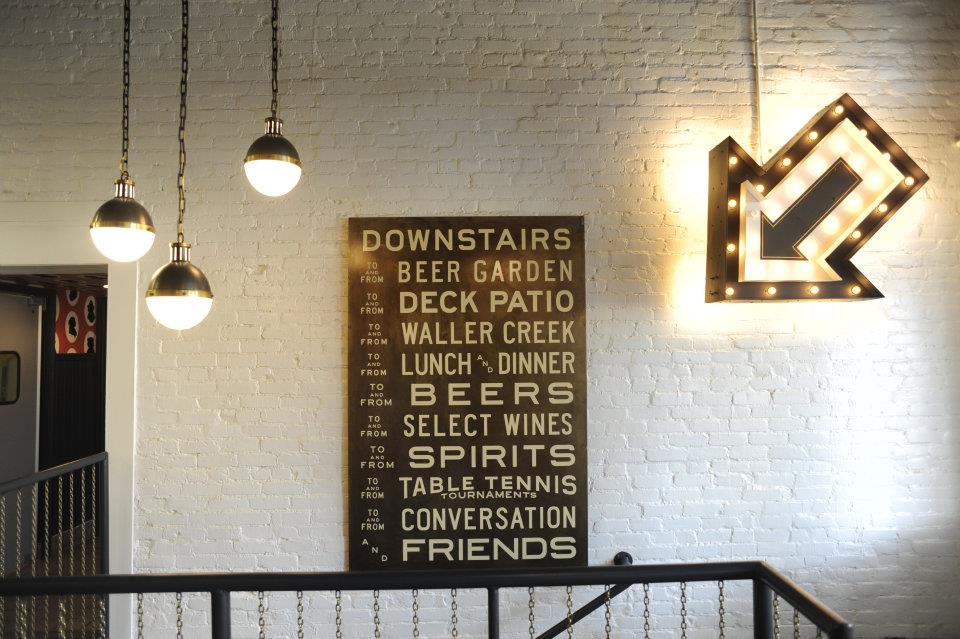 DOWNSTAIRS
TO AND FROM BEER GARDEN
TO AND FROM DECK PATIO
TO AND FROM WALLER CREEK
TO AND FROM LUNCH AND DINNER
TO AND FROM BEERS
TO AND FROM SELECT WINES
TO AND FROM SPIRITS
TO AND FROM TABLE TENNIS
TOURNAMENTS
TO AND FROM CONVERSATION
AND FRIENDS